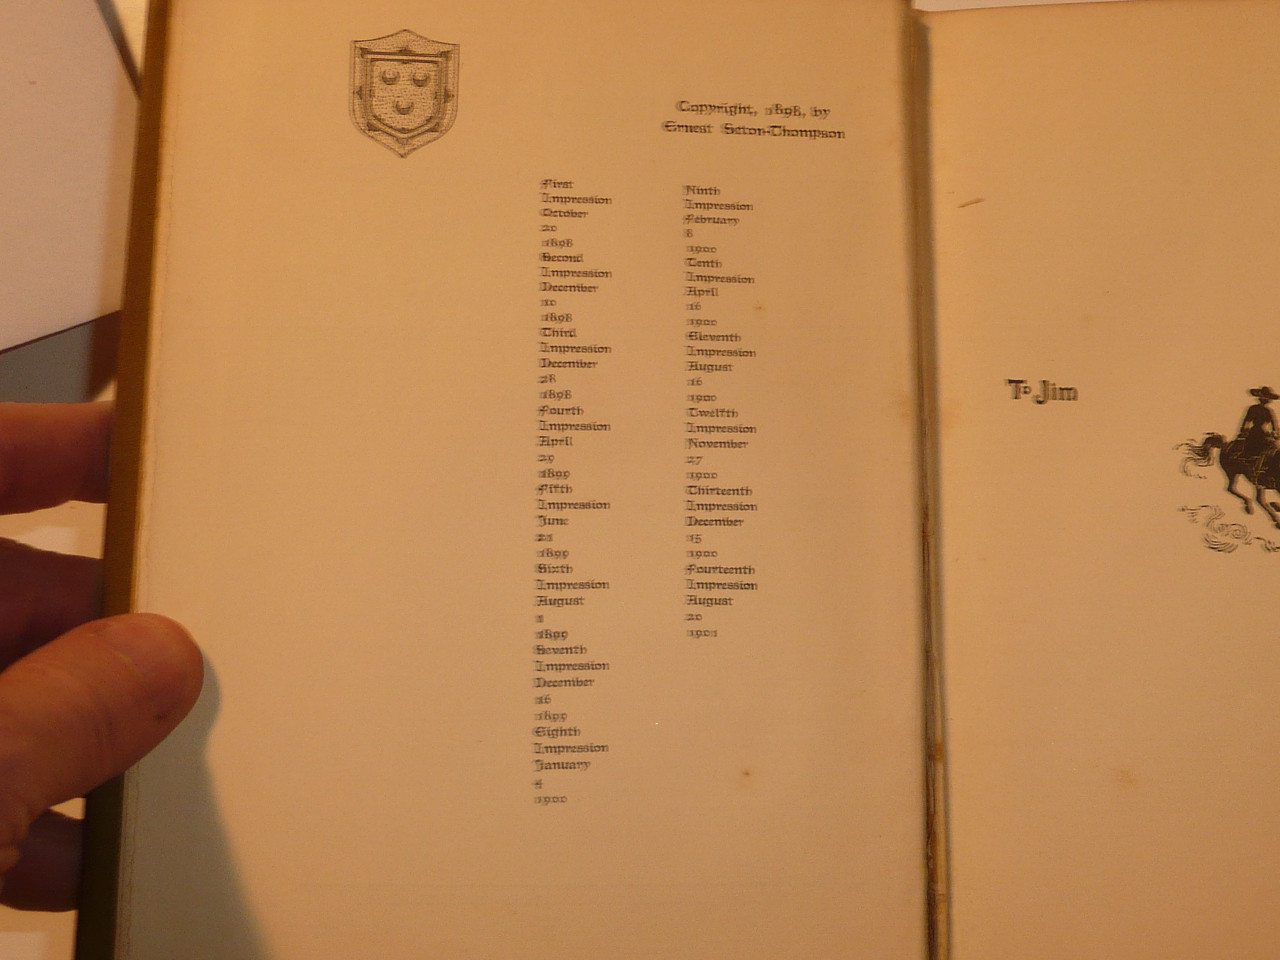 Copyright, 1898, by
Ernest Seton-Thompson
First
Impression
October
20
1898
Second
Impression
December
10
1898
Third
Impression
December
28
1898
Fourth
Impression
April
29
1899
Fifth
Impression
June
21
1899
Sixth
Impression
August
1
1899
Seventh
Impression
December
16
1899
Eighth
Impression
January
4
1900
Ninth
Impression
February
8
1900
Tenth
Impression
April
16
1900
Eleventh
Impression
August
16
1900
Twelfth
Impression
November
27
1900
Thirteenth
Impression
December
15
1900
Fourteenth
Impression
August
20
1901
To Jim